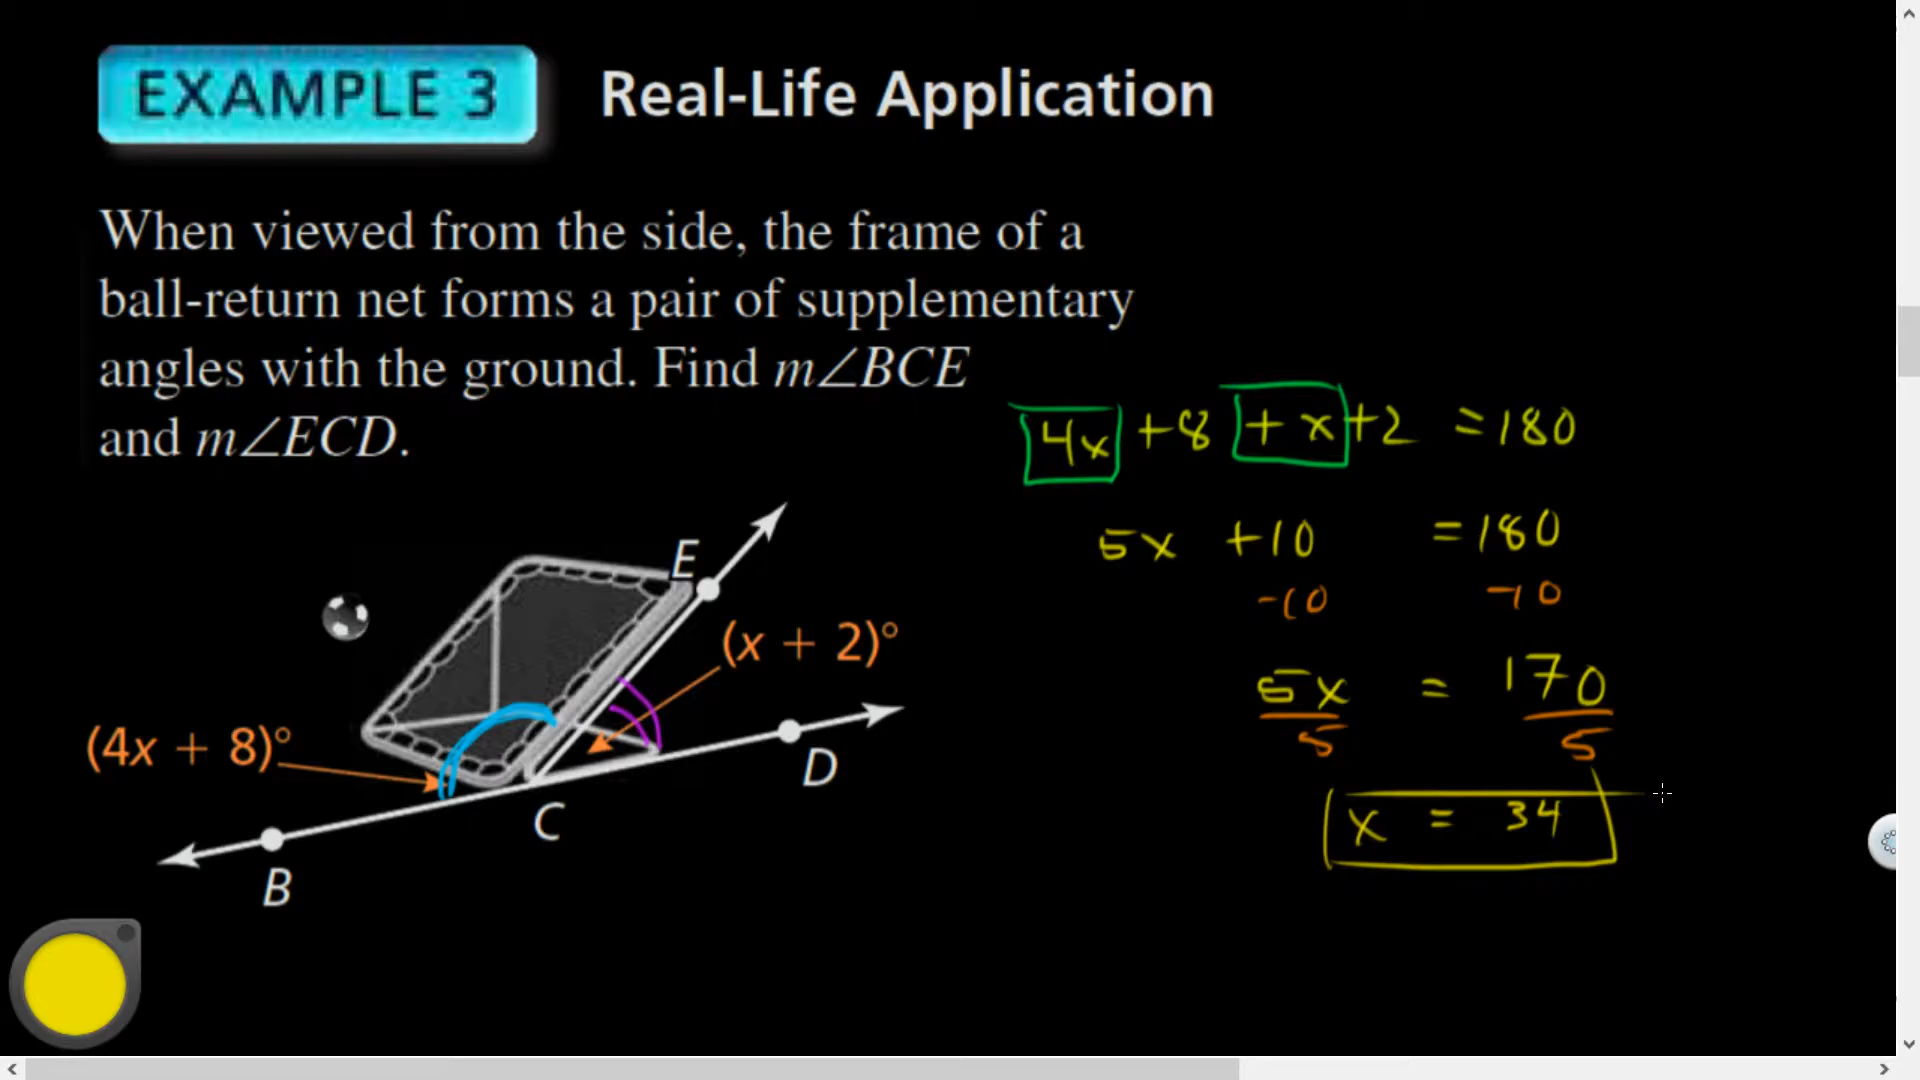 EXAMPLE 3 Real-Life Application
When viewed from the side, the frame of a
ball-return net forms a pair of supplementary
angles with the ground. Find m∠BCE
and m∠ECD.
4x +8 + x +2 = 180
5x +10 = 180
-10 -10
5x = 170
5 5
x = 34
E
(x + 2)°
(4x + 8)°
D
C
B